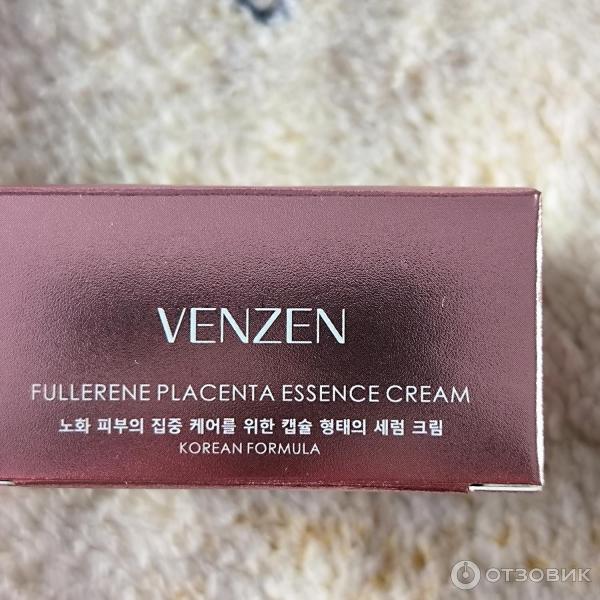 VENZEN
FULLERENE PLACENTA ESSENCE CREAM
노화 피부의 집중 케어를 위한 캡슐 형태의 세럼 크림
KOREAN FORMULA
ОТЗОВИК